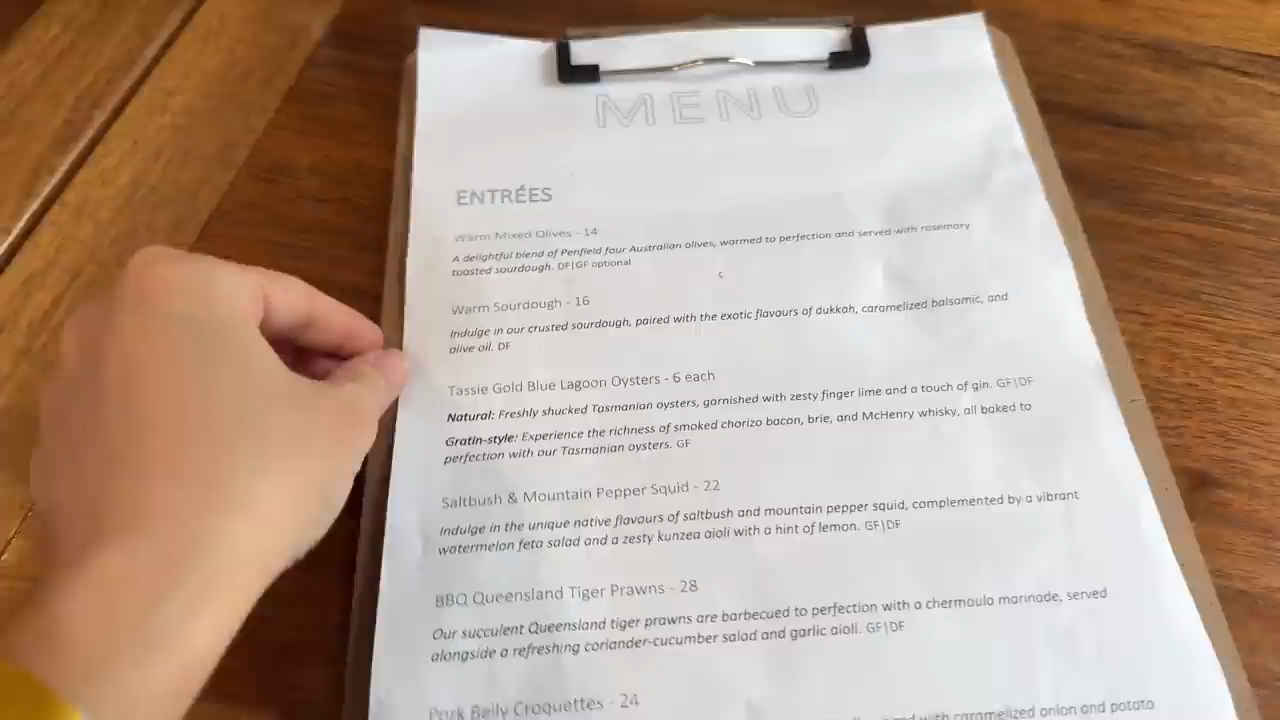 MENU
ENTRÉES
Warm Mixed Olives - 14
A delightful blend of Penfield four Australian olives, warmed to perfection and served with rosemary
toasted sourdough. DF|GF optional
Warm Sourdough - 16
Indulge in our crusted sourdough, paired with the exotic flavours of dukkah, caramelized balsamic, and
olive oil. DF
Tassie Gold Blue Lagoon Oysters - 6 each
Natural: Freshly shucked Tasmanian oysters, garnished with zesty finger lime and a touch of gin. GF|DF
Gratin-style: Experience the richness of smoked chorizo bacon, brie, and McHenry whisky, all baked to
perfection with our Tasmanian oysters. GF
Saltbush & Mountain Pepper Squid - 22
Indulge in the unique native flavours of saltbush and mountain pepper squid, complemented by a vibrant
watermelon feta salad and a zesty kunzea aioli with a hint of lemon. GF|DF
BBQ Queensland Tiger Prawns - 28
Our succulent Queensland tiger prawns are barbecued to perfection with a chermoula marinade, served
alongside a refreshing coriander-cucumber salad and garlic aioli. GF|DF
Pork Belly Croquettes - 24
with caramelized onion and potato